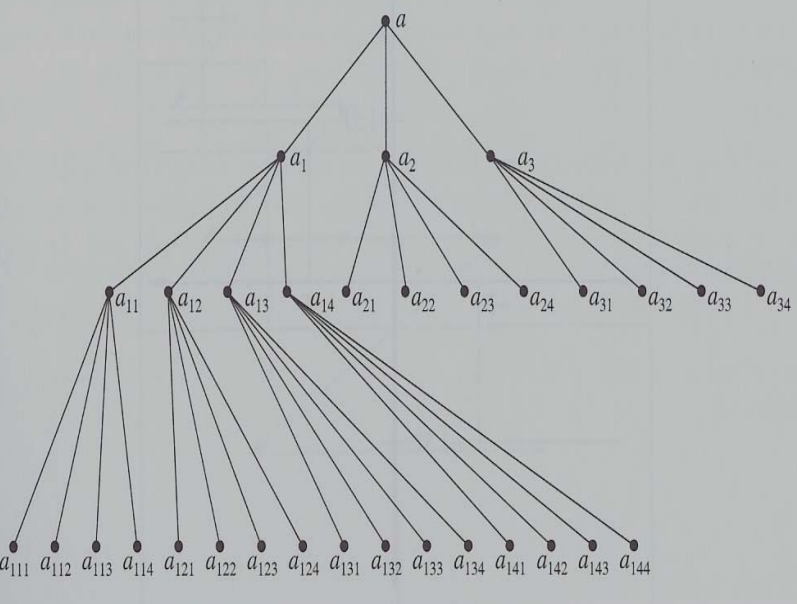 a
a₁ a₂ a₃
a₁₁ a₁₂ a₁₃ a₁₄ a₂₁ a₂₂ a₂₃ a₂₄ a₃₁ a₃₂ a₃₃ a₃₄
a₁₁₁ a₁₁₂ a₁₁₃ a₁₁₄ a₁₂₁ a₁₂₂ a₁₂₃ a₁₂₄ a₁₃₁ a₁₃₂ a₁₃₃ a₁₃₄ a₁₄₁ a₁₄₂ a₁₄₃ a₁₄₄